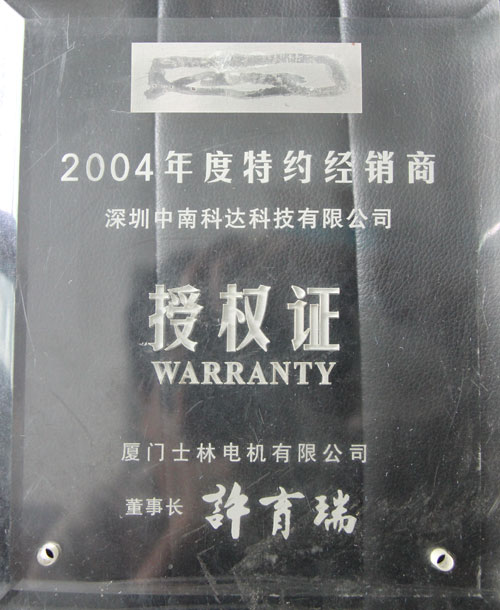 2004年度特约经销商
深圳中南科达科技有限公司
授权证
WARRANTY
厦门士林电机有限公司
董事长 許育瑞